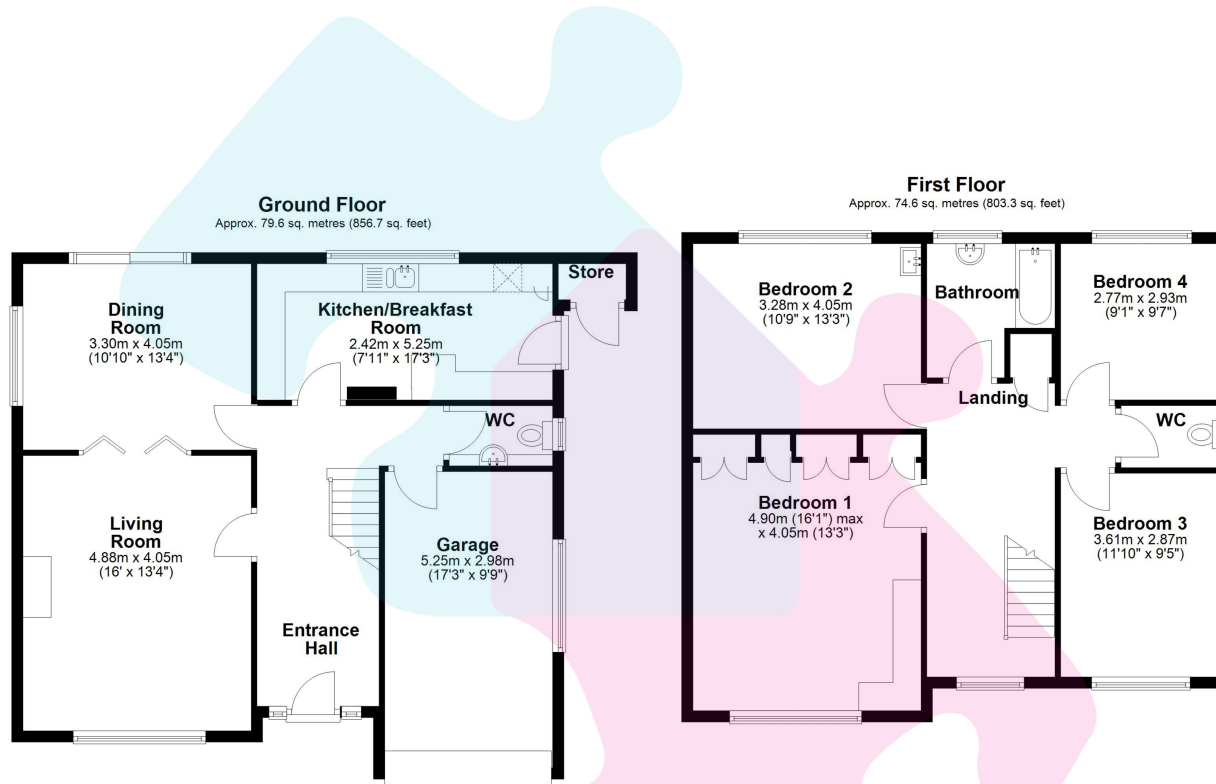 Ground Floor
Approx. 79.6 sq. metres (856.7 sq. feet)
Dining
Room
3.30m x 4.05m
(10'10" x 13'4")
Kitchen/Breakfast
Room
2.42m x 5.25m
(7'11" x 17'3")
Store
WC
Living
Room
4.88m x 4.05m
(16' x 13'4")
Garage
5.25m x 2.98m
(17'3" x 9'9")
Entrance
Hall
First Floor
Approx. 74.6 sq. metres (803.3 sq. feet)
Bedroom 2
3.28m x 4.05m
(10'9" x 13'3")
Bathroom
Bedroom 4
2.77m x 2.93m
(9'1" x 9'7")
Landing
WC
Bedroom 1
4.90m (16'1") max
x 4.05m (13'3")
Bedroom 3
3.61m x 2.87m
(11'10" x 9'5")